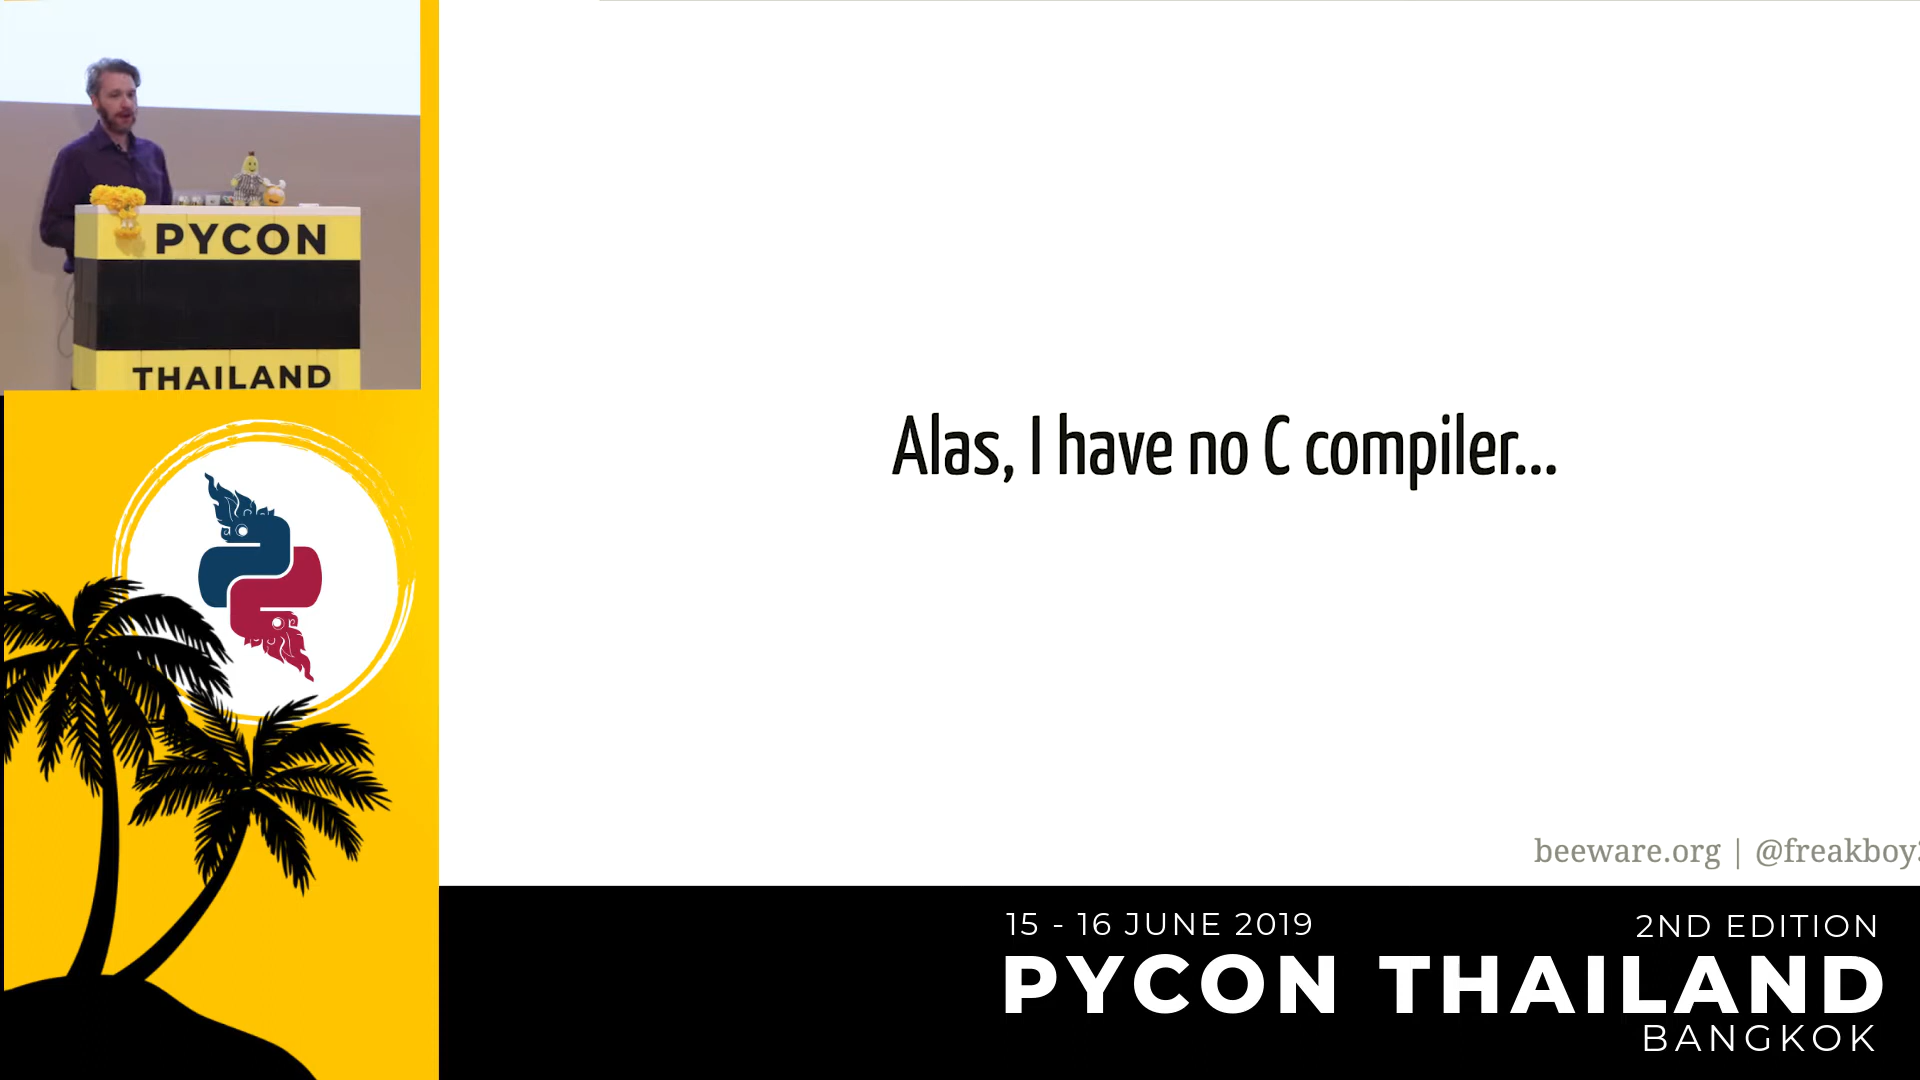 PYCON
THAILAND
Alas, I have no C compiler...
beeware.org | @freakboy
15 - 16 JUNE 2019
2ND EDITION
PYCON THAILAND
BANGKOK